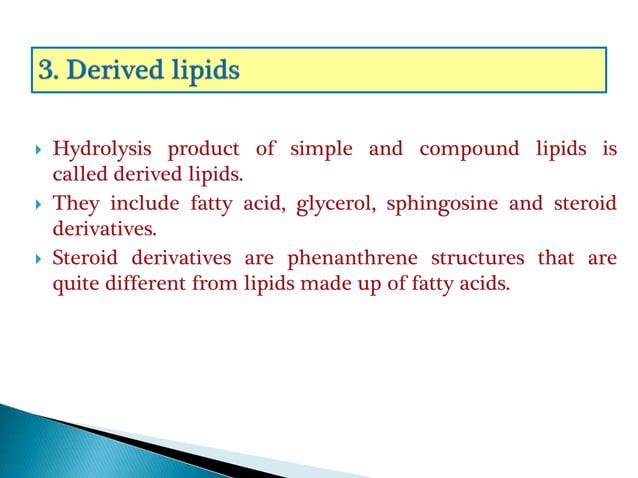 3. Derived lipids
Hydrolysis product of simple and compound lipids is
called derived lipids.
They include fatty acid, glycerol, sphingosine and steroid
derivatives.
Steroid derivatives are phenanthrene structures that are
quite different from lipids made up of fatty acids.